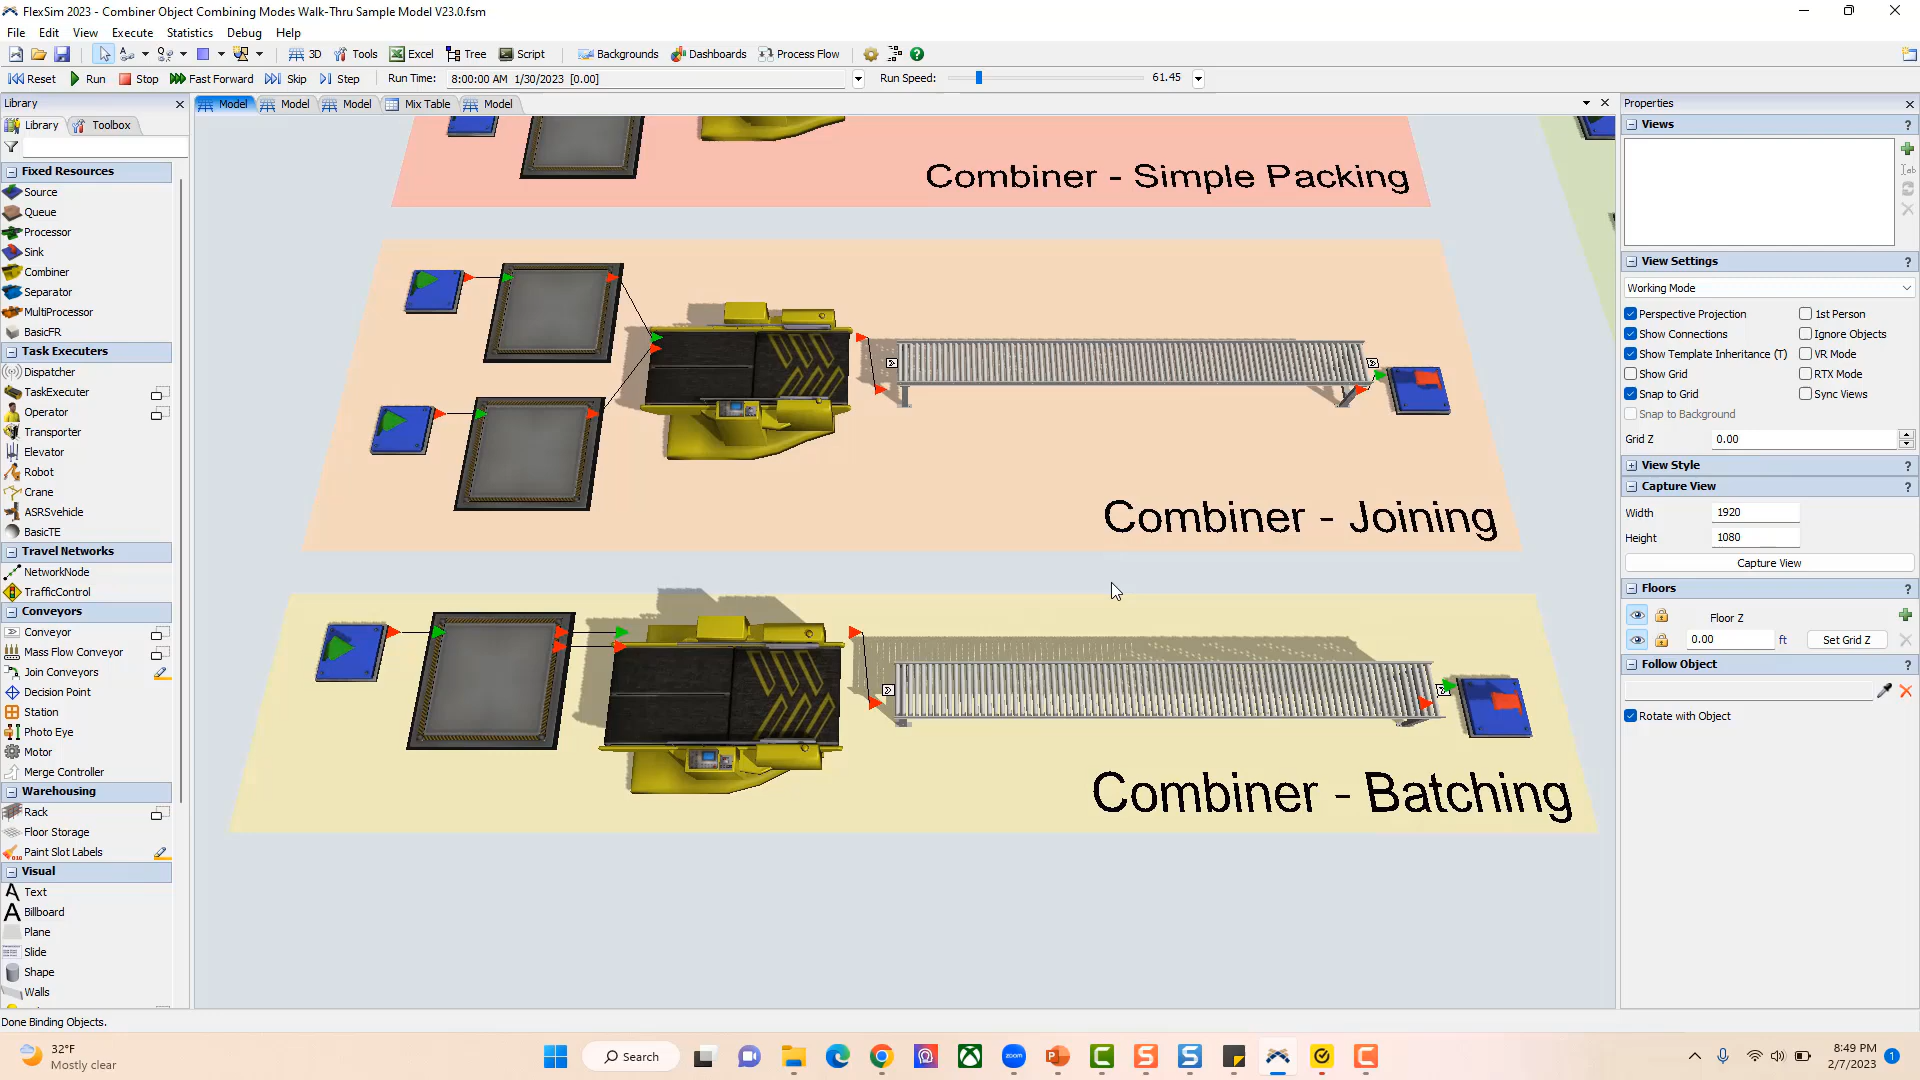 FlexSim 2023 - Combiner Object Combining Modes Walk-Thru Sample Model V23.0.fsm
File Edit View Execute Statistics Debug Help
3D Tools Excel Tree Script Backgrounds Dashboards Process Flow
Reset Run Stop Fast Forward Skip Step Run Time: 8:00:00 AM 1/30/2023 [0.00] Run Speed: 61.45
Library
Library Toolbox
Fixed Resources
Source
Queue
Processor
Sink
Combiner
Separator
MultiProcessor
BasicFR
Task Executers
Dispatcher
TaskExecuter
Operator
Transporter
Elevator
Robot
Crane
ASRSvehicle
BasicTE
Travel Networks
NetworkNode
TrafficControl
Conveyors
Conveyor
Mass Flow Conveyor
Join Conveyors
Decision Point
Station
Photo Eye
Motor
Merge Controller
Warehousing
Rack
Floor Storage
Paint Slot Labels
Visual
Text
Billboard
Plane
Slide
Shape
Walls
Model Model Model Mix Table Model
Combiner - Simple Packing
Combiner - Joining
Combiner - Batching
Properties
Views
View Settings
Working Mode
Perspective Projection 1st Person
Show Connections Ignore Objects
Show Template Inheritance (T) VR Mode
Show Grid RTX Mode
Snap to Grid Sync Views
Snap to Background
Grid Z 0.00
View Style
Capture View
Width 1920
Height 1080
Capture View
Floors
Floor Z
0.00 ft Set Grid Z
Follow Object
Rotate with Object
Done Binding Objects.
32°F
Mostly clear
Search
zoom
8:49 PM
2/7/2023
1